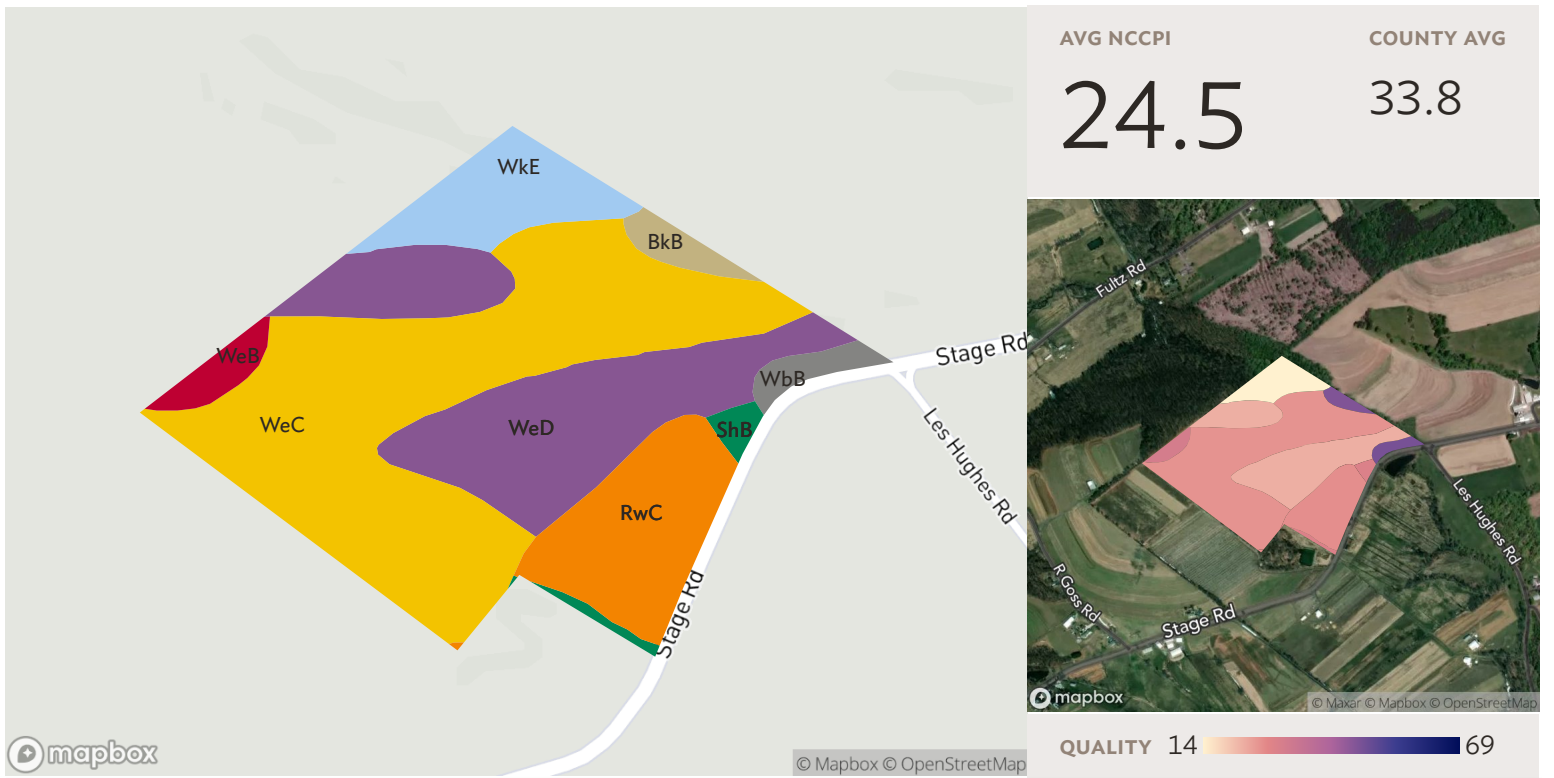 WkE
BkB
WeB
WbB
WeC
WeD
ShB
RwC
Stage Rd
Les Hughes Rd
Stage Rd
mapbox
© Mapbox © OpenStreetMap
AVG NCCPI
COUNTY AVG
24.5
33.8
Fultz Rd
Les Hughes Rd
R Goss Rd
Stage Rd
mapbox
© Maxar © Mapbox © OpenStreetMap
QUALITY 14 69